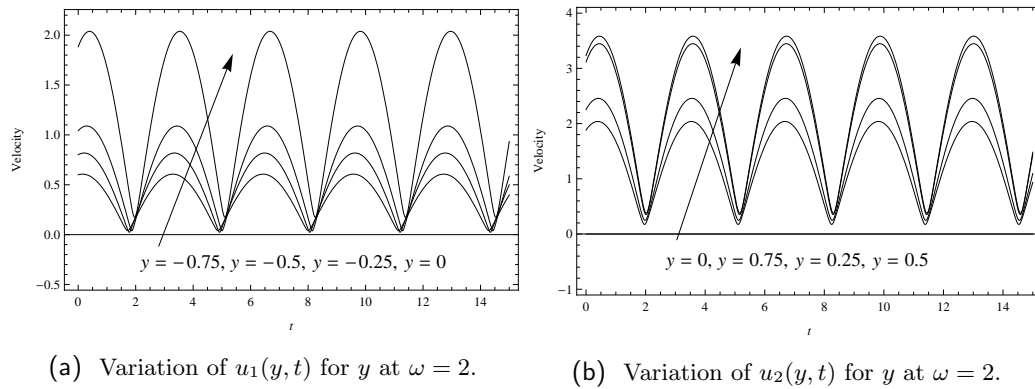 2.0
1.5
1.0
0.5
0.0
−0.5
Velocity
y = −0.75, y = −0.5, y = −0.25, y = 0
0 2 4 6 8 10 12 14
t
(a) Variation of u₁(y, t) for y at ω = 2.
4
3
2
1
0
−1
Velocity
y = 0, y = 0.75, y = 0.25, y = 0.5
0 2 4 6 8 10 12 14
t
(b) Variation of u₂(y, t) for y at ω = 2.